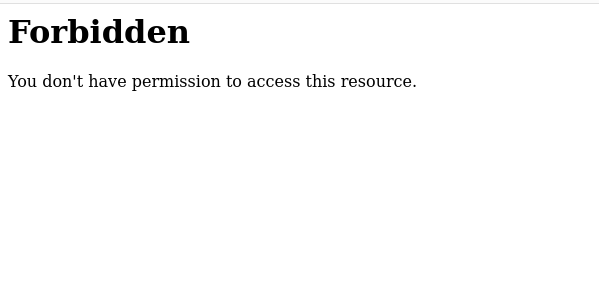 Forbidden
You don't have permission to access this resource.